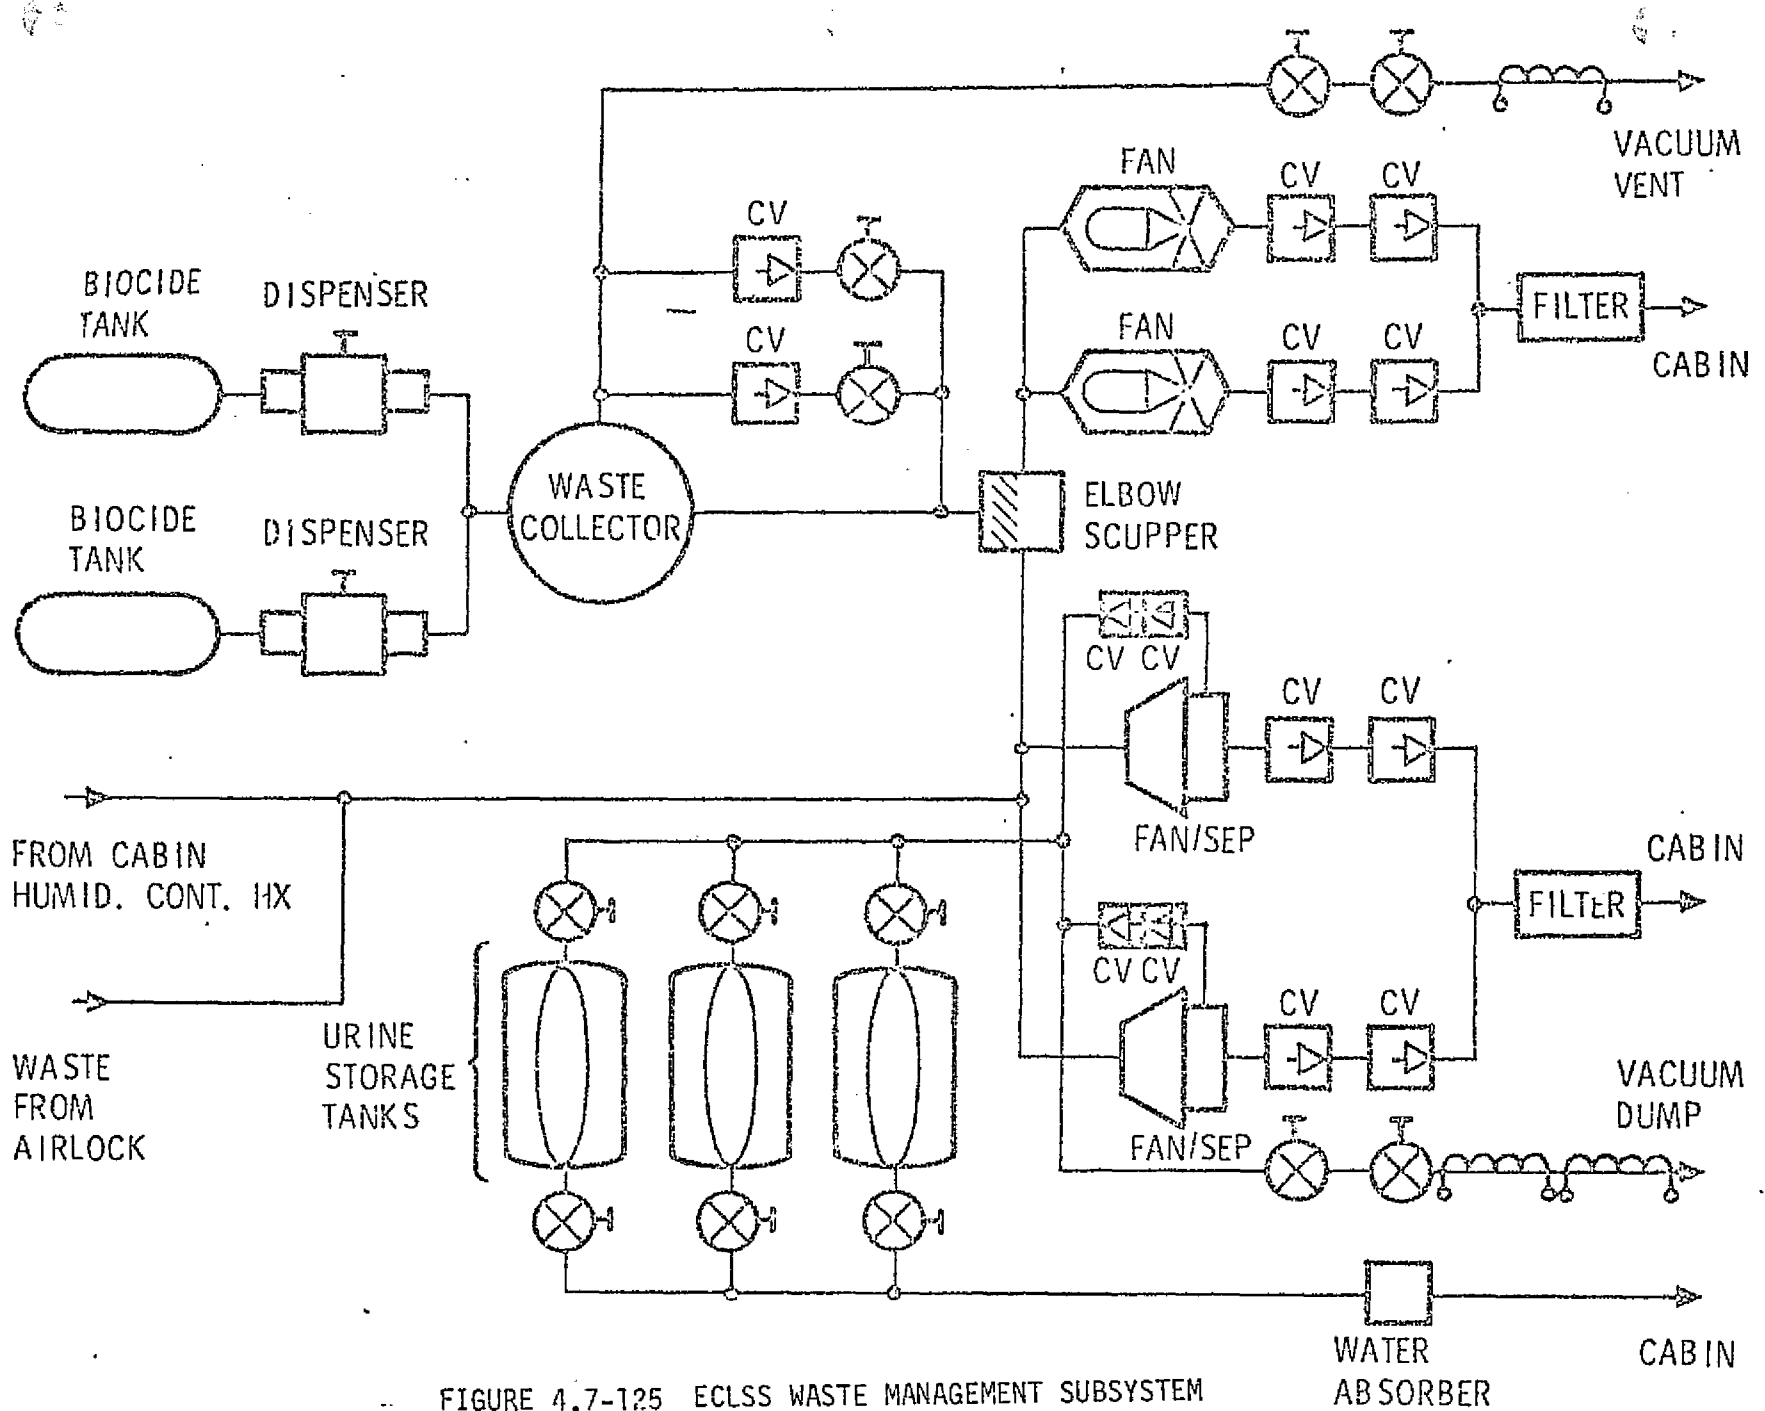 VACUUM
VENT
FAN
CV
CV
CV
BIOCIDE
TANK
DISPENSER
FAN
CV
CV
FILTER
CV
CABIN
WASTE
COLLECTOR
ELBOW
SCUPPER
BIOCIDE
TANK
DISPENSER
CV CV
CV
CV
FAN/SEP
FROM CABIN
HUMID. CONT. HX
CABIN
FILTER
CV CV
CV
CV
URINE
STORAGE
TANKS
WASTE
FROM
AIRLOCK
VACUUM
DUMP
FAN/SEP
WATER
ABSORBER
CABIN
FIGURE 4.7-125 ECLSS WASTE MANAGEMENT SUBSYSTEM